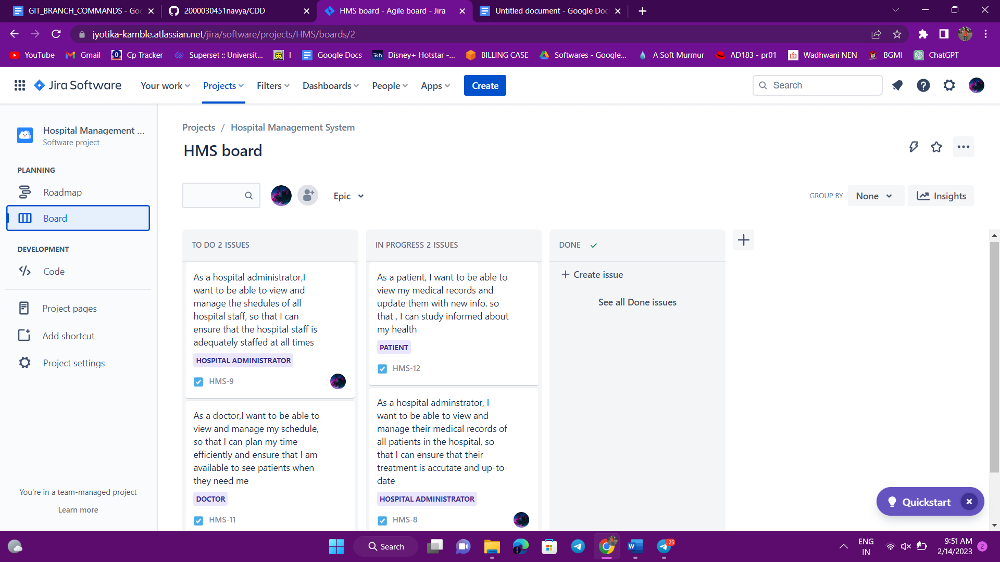 GIT_BRANCH_COMMANDS - Goo
2000030451navya/CDD
HMS board - Agile board - Jira
Untitled document - Google Doc
jyotika-kamble.atlassian.net/jira/software/projects/HMS/boards/2
YouTube
Gmail
Cp Tracker
Superset :: Universit...
I
Google Docs
Disney+ Hotstar -...
BILLING CASE
Softwares - Google...
A Soft Murmur
AD183 - pr01
Wadhwani NEN
BGMI
ChatGPT
Jira Software
Your work
Projects
Filters
Dashboards
People
Apps
Create
Search
Hospital Management ...
Software project
PLANNING
Roadmap
Board
DEVELOPMENT
Code
Project pages
Add shortcut
Project settings
You're in a team-managed project
Learn more
Projects / Hospital Management System
HMS board
Epic
GROUP BY
None
Insights
TO DO 2 ISSUES
As a hospital administrator,I
want to be able to view and
manage the shedules of all
hospital staff, so that I can
ensure that the hospital staff is
adequately staffed at all times
HOSPITAL ADMINISTRATOR
HMS-9
As a doctor,I want to be able to
view and manage my schedule,
so that I can plan my time
efficiently and ensure that I am
available to see patients when
they need me
DOCTOR
HMS-11
IN PROGRESS 2 ISSUES
As a patient, I want to be able to
view my medical records and
update them with new info. so
that , I can study informed about
my health
PATIENT
HMS-12
As a hospital adminstrator, I
want to be able to view and
manage their medical records of
all patients in the hospital, so
that I can ensure that their
treatment is accutate and up-to-
date
HOSPITAL ADMINISTRATOR
HMS-8
DONE
Create issue
See all Done issues
Quickstart
Search
25
ENG
IN
9:51 AM
2/14/2023
2